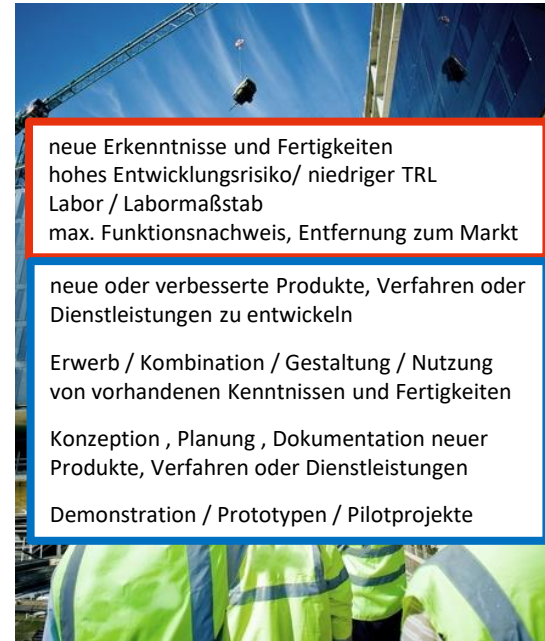 neue Erkenntnisse und Fertigkeiten
hohes Entwicklungsrisiko/ niedriger TRL
Labor / Labormaßstab
max. Funktionsnachweis, Entfernung zum Markt
neue oder verbesserte Produkte, Verfahren oder
Dienstleistungen zu entwickeln
Erwerb / Kombination / Gestaltung / Nutzung
von vorhandenen Kenntnissen und Fertigkeiten
Konzeption , Planung , Dokumentation neuer
Produkte, Verfahren oder Dienstleistungen
Demonstration / Prototypen / Pilotprojekte